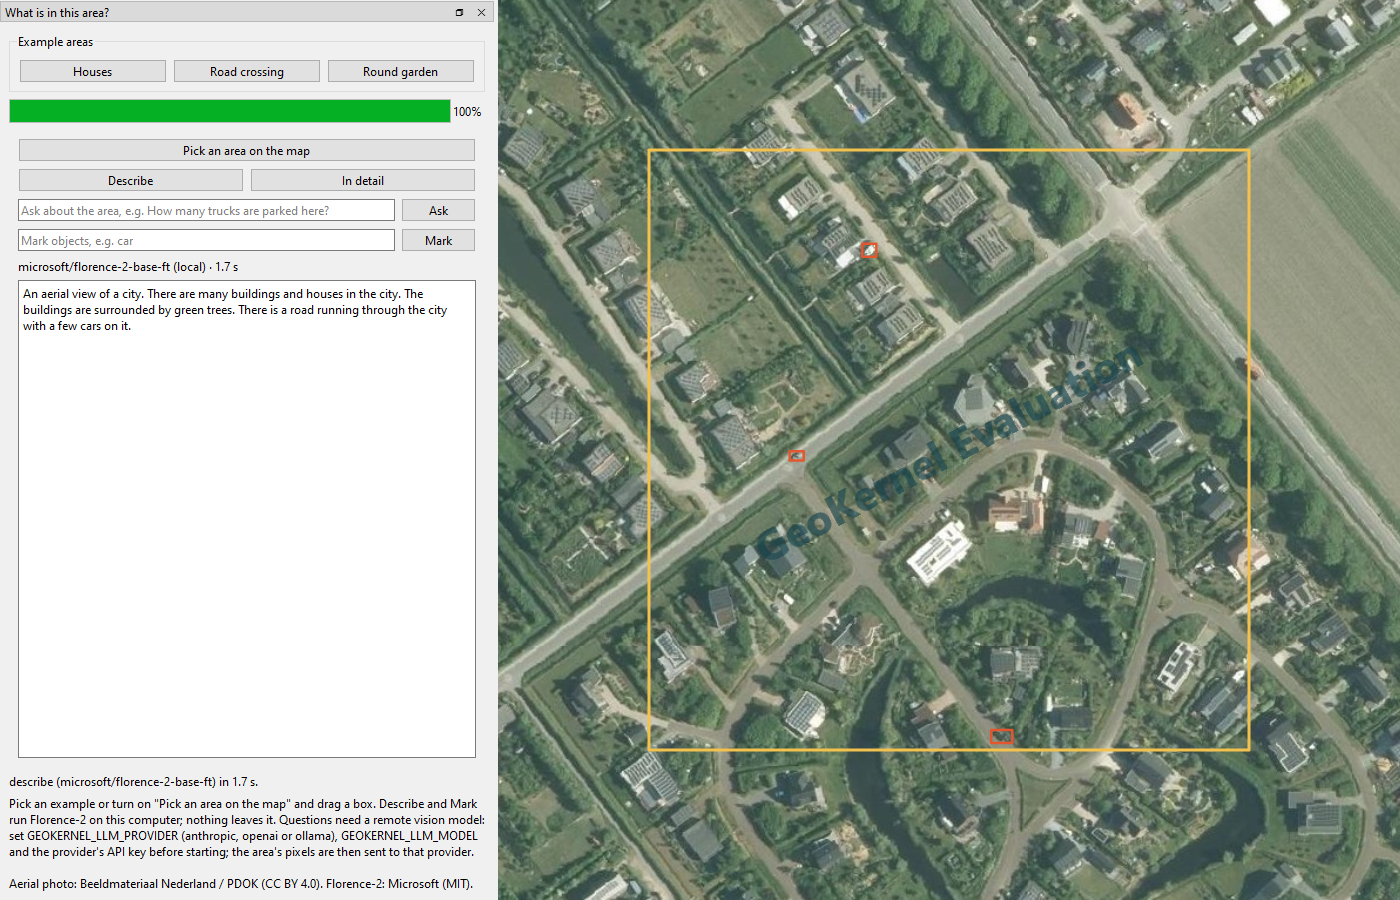 What is in this area?
Example areas
Houses
Road crossing
Round garden
100%
Pick an area on the map
Describe
In detail
Ask about the area, e.g. How many trucks are parked here?
Ask
Mark objects, e.g. car
Mark
microsoft/florence-2-base-ft (local) · 1.7 s
An aerial view of a city. There are many buildings and houses in the city. The
buildings are surrounded by green trees. There is a road running through the city
with a few cars on it.
describe (microsoft/florence-2-base-ft) in 1.7 s.
Pick an example or turn on "Pick an area on the map" and drag a box. Describe and Mark
run Florence-2 on this computer; nothing leaves it. Questions need a remote vision model:
set GEOKERNEL_LLM_PROVIDER (anthropic, openai or ollama), GEOKERNEL_LLM_MODEL
and the provider's API key before starting; the area's pixels are then sent to that provider.
Aerial photo: Beeldmateriaal Nederland / PDOK (CC BY 4.0). Florence-2: Microsoft (MIT).
GeoKernel Evaluation